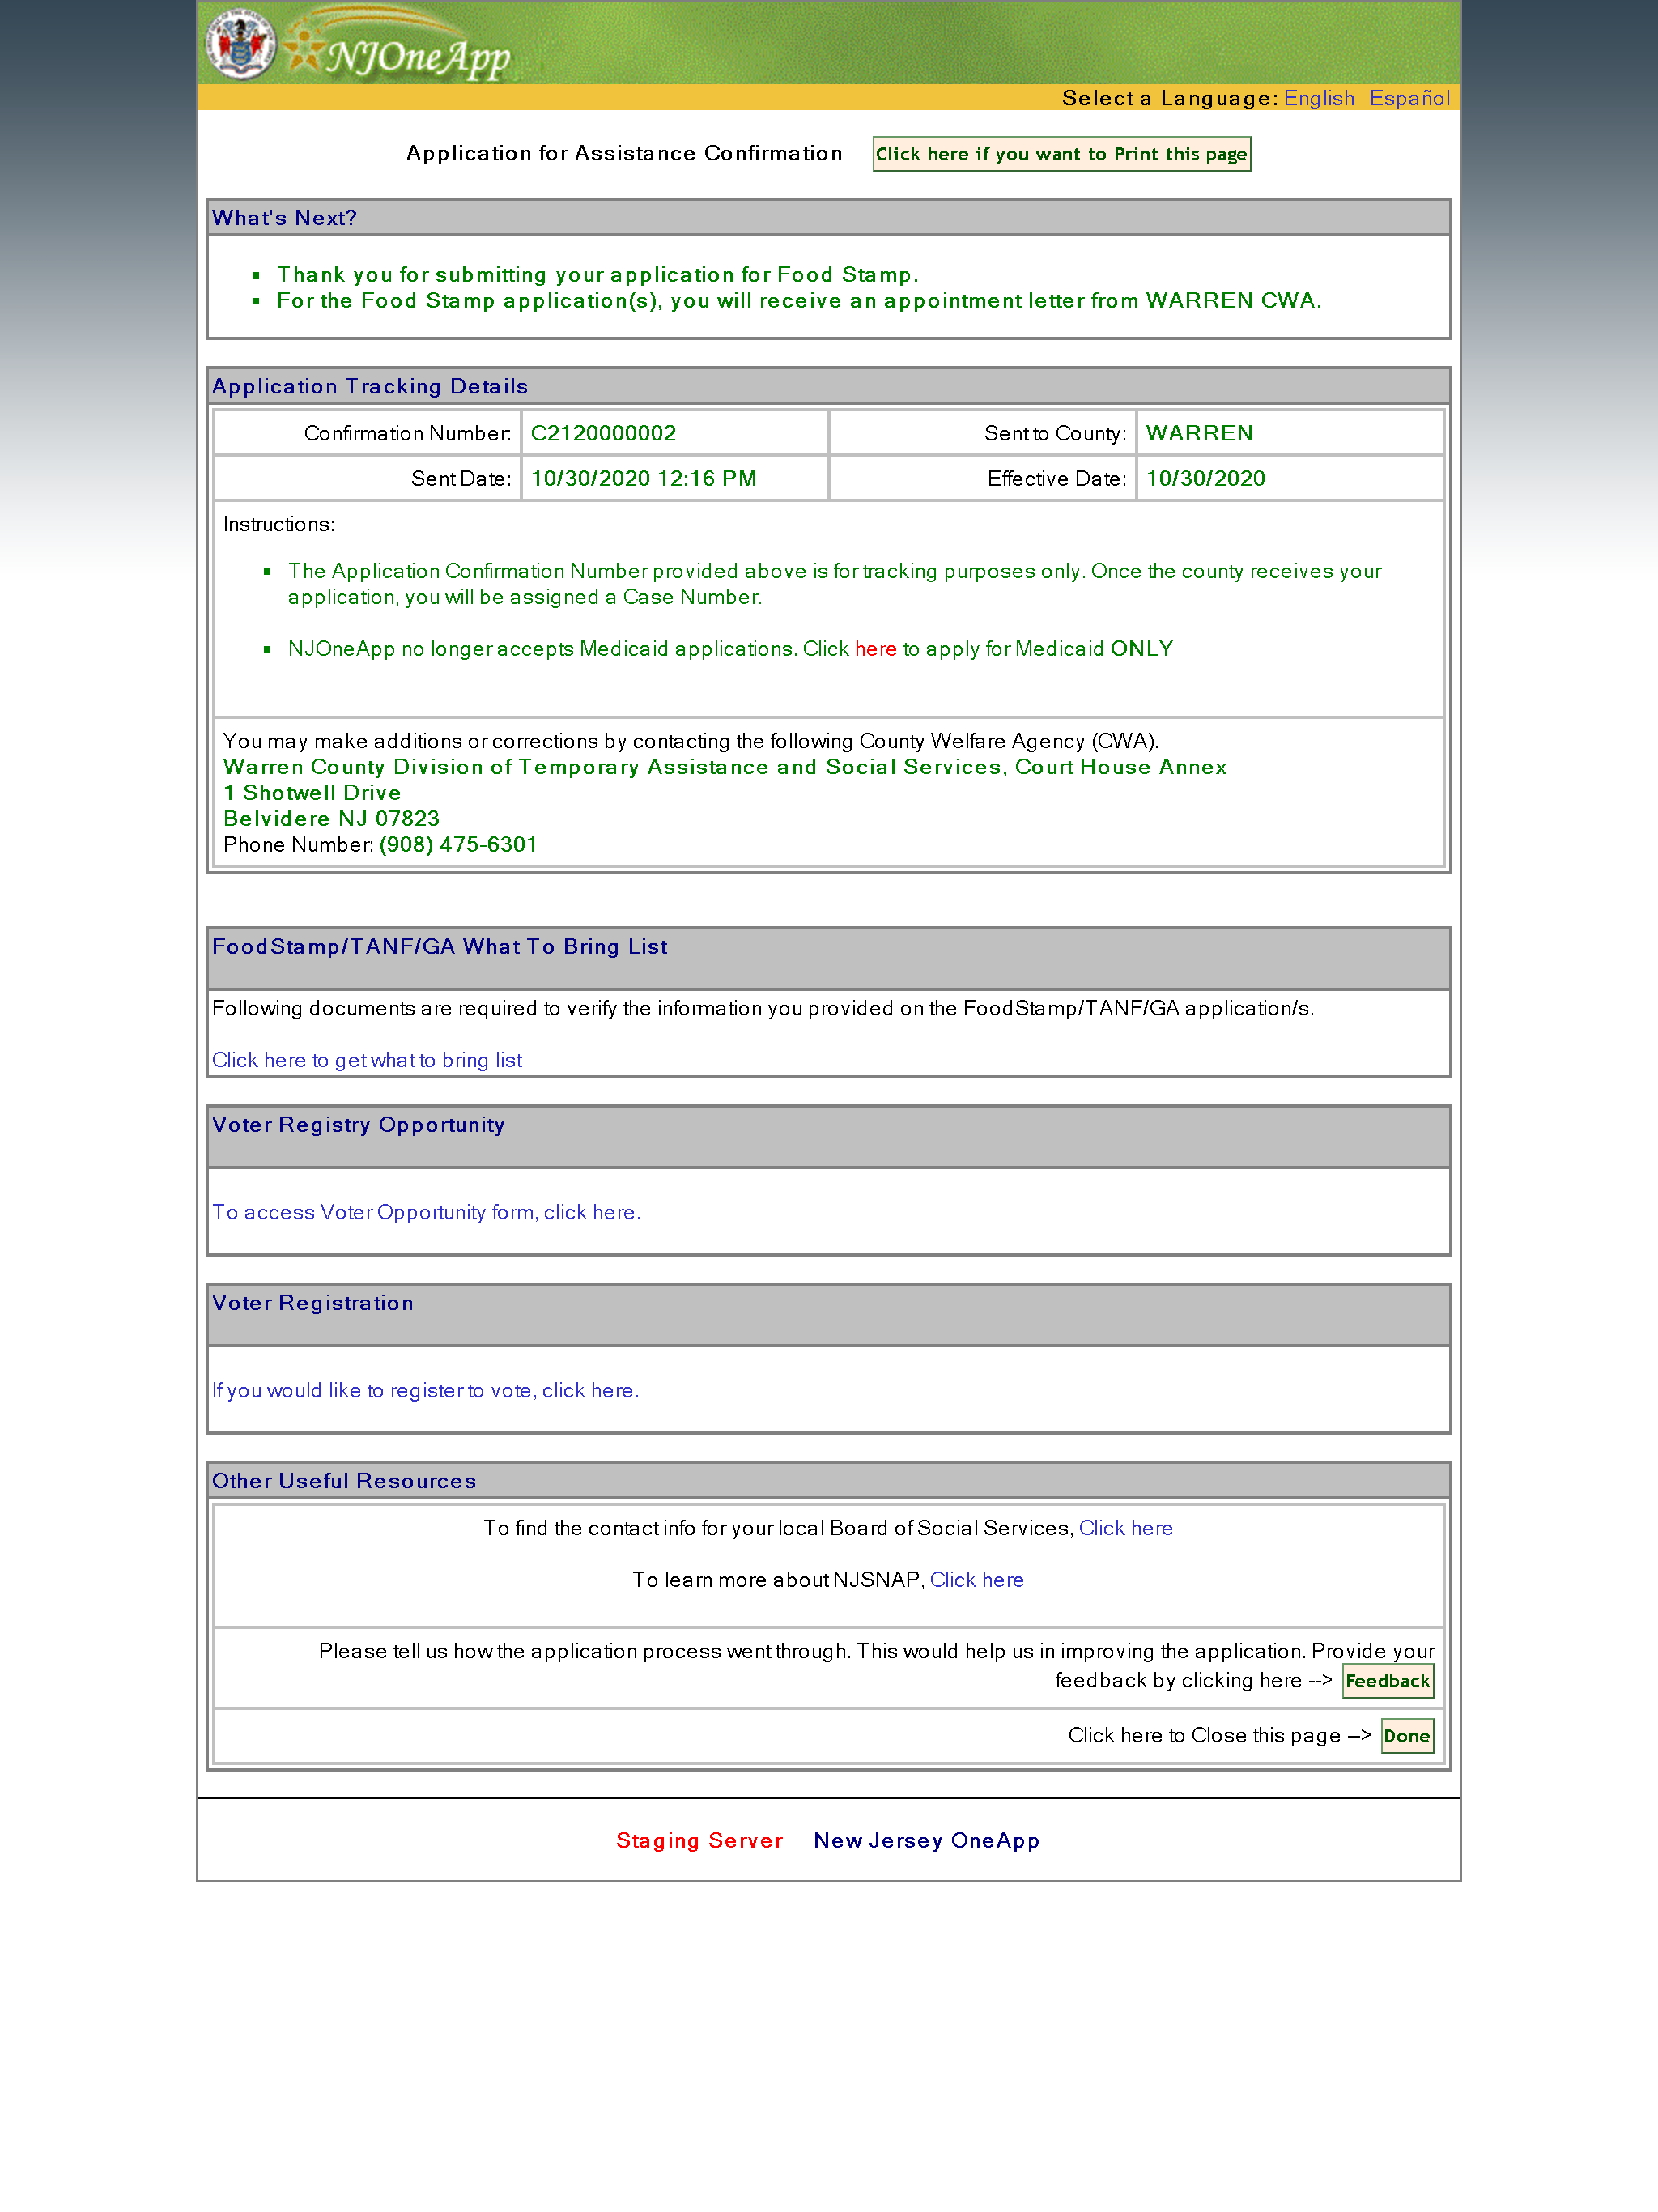 NJOneApp
Select a Language: English Español
Application for Assistance Confirmation Click here if you want to Print this page
What's Next?
Thank you for submitting your application for Food Stamp.
For the Food Stamp application(s), you will receive an appointment letter from WARREN CWA.
Application Tracking Details
Confirmation Number: C2120000002 Sent to County: WARREN
Sent Date: 10/30/2020 12:16 PM Effective Date: 10/30/2020
Instructions:
The Application Confirmation Number provided above is for tracking purposes only. Once the county receives your
application, you will be assigned a Case Number.
NJOneApp no longer accepts Medicaid applications. Click here to apply for Medicaid ONLY
You may make additions or corrections by contacting the following County Welfare Agency (CWA).
Warren County Division of Temporary Assistance and Social Services, Court House Annex
1 Shotwell Drive
Belvidere NJ 07823
Phone Number: (908) 475-6301
FoodStamp/TANF/GA What To Bring List
Following documents are required to verify the information you provided on the FoodStamp/TANF/GA application/s.
Click here to get what to bring list
Voter Registry Opportunity
To access Voter Opportunity form, click here.
Voter Registration
If you would like to register to vote, click here.
Other Useful Resources
To find the contact info for your local Board of Social Services, Click here
To learn more about NJSNAP, Click here
Please tell us how the application process went through. This would help us in improving the application. Provide your
feedback by clicking here --> Feedback
Click here to Close this page --> Done
Staging Server New Jersey OneApp